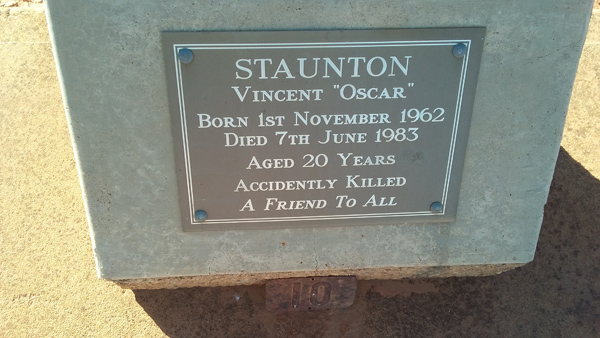 STAUNTON
VINCENT "OSCAR"
BORN 1ST NOVEMBER 1962
DIED 7TH JUNE 1983
AGED 20 YEARS
ACCIDENTLY KILLED
A FRIEND TO ALL
10